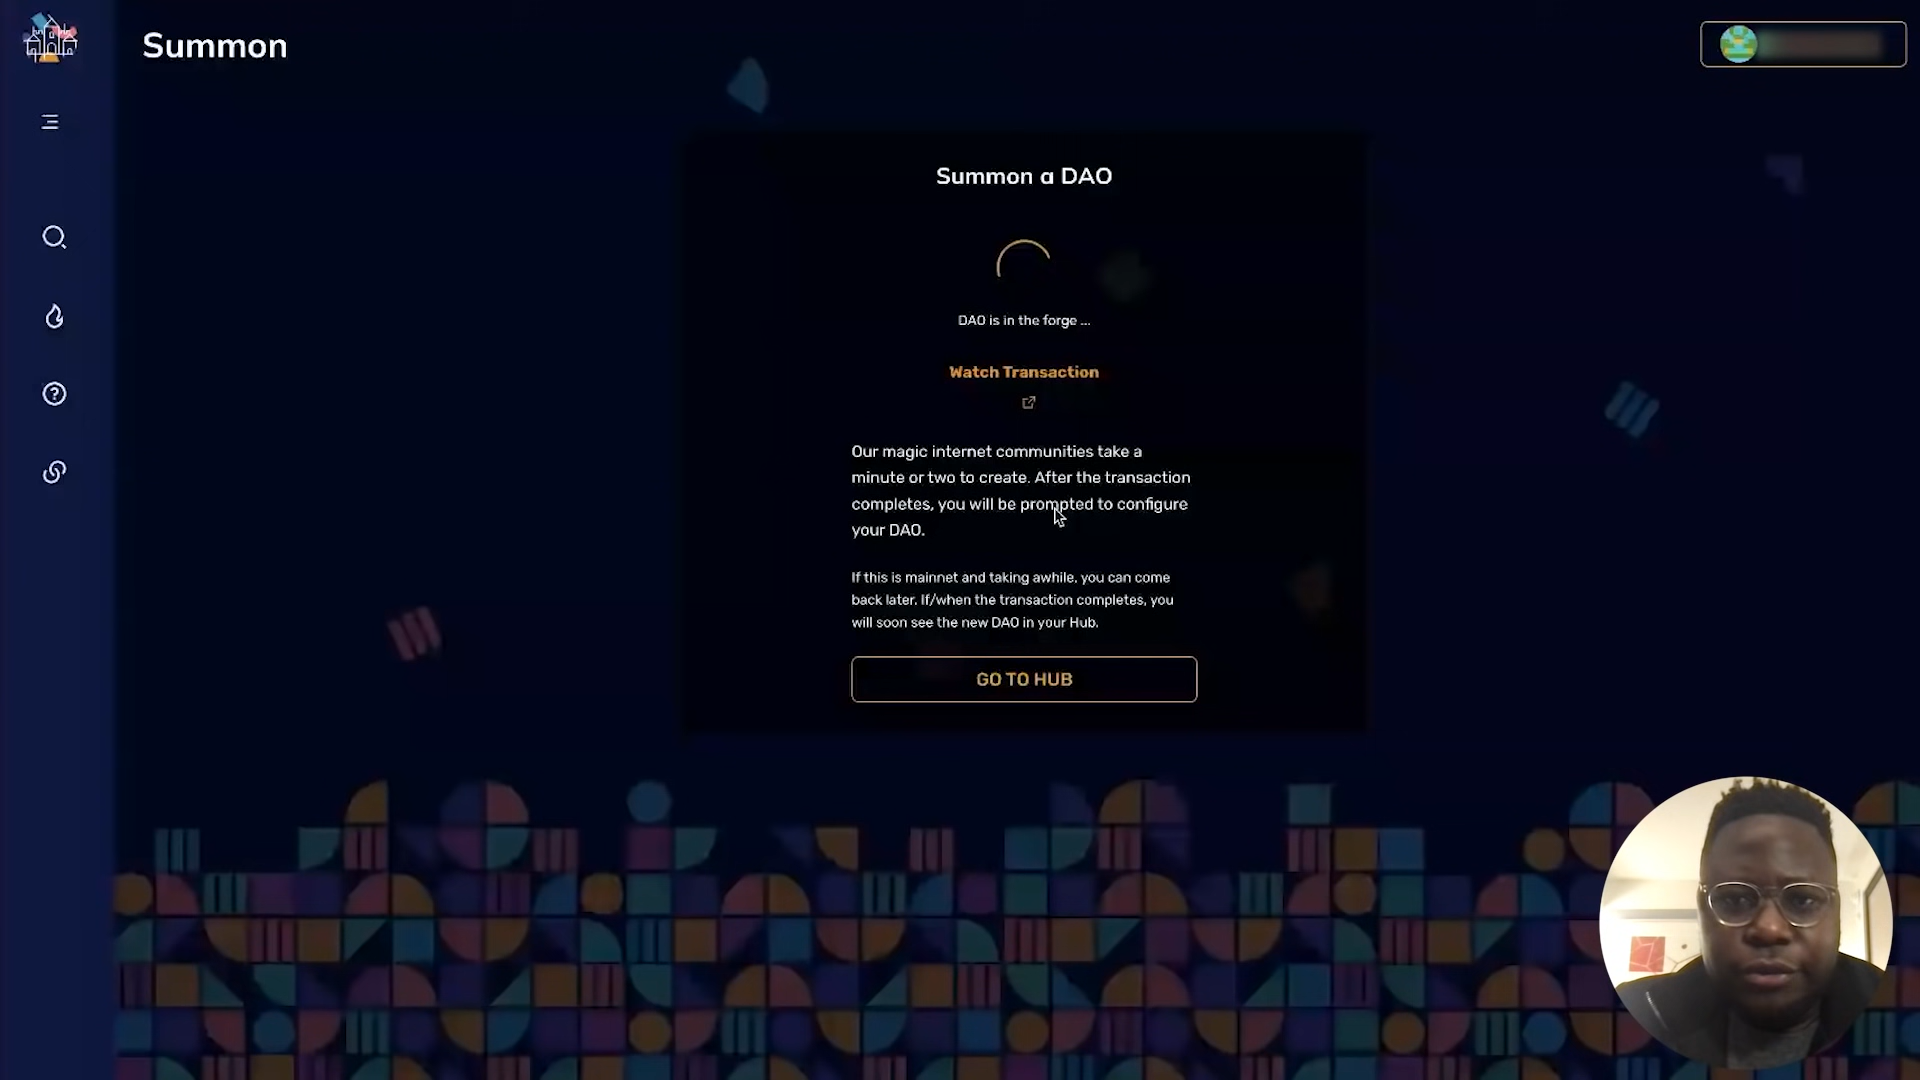 Summon
Summon a DAO
DAO is in the forge ...
Watch Transaction
Our magic internet communities take a
minute or two to create. After the transaction
completes, you will be prompted to configure
your DAO.
If this is mainnet and taking awhile, you can come
back later. If/when the transaction completes, you
will soon see the new DAO in your Hub.
GO TO HUB